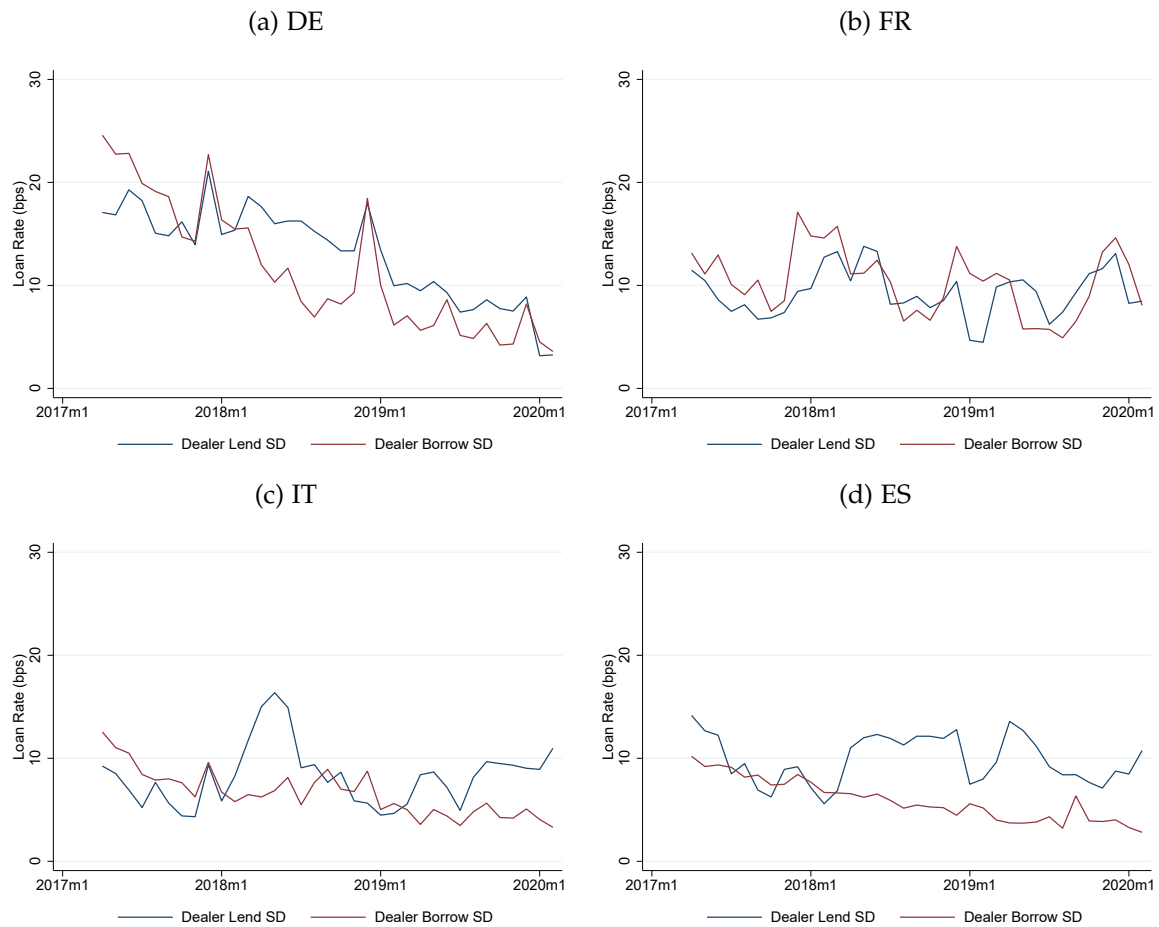 (a) DE
Loan Rate (bps)
30
20
10
0
2017m1 2018m1 2019m1 2020m1
Dealer Lend SD Dealer Borrow SD
(b) FR
Loan Rate (bps)
30
20
10
0
2017m1 2018m1 2019m1 2020m1
Dealer Lend SD Dealer Borrow SD
(c) IT
Loan Rate (bps)
30
20
10
0
2017m1 2018m1 2019m1 2020m1
Dealer Lend SD Dealer Borrow SD
(d) ES
Loan Rate (bps)
30
20
10
0
2017m1 2018m1 2019m1 2020m1
Dealer Lend SD Dealer Borrow SD